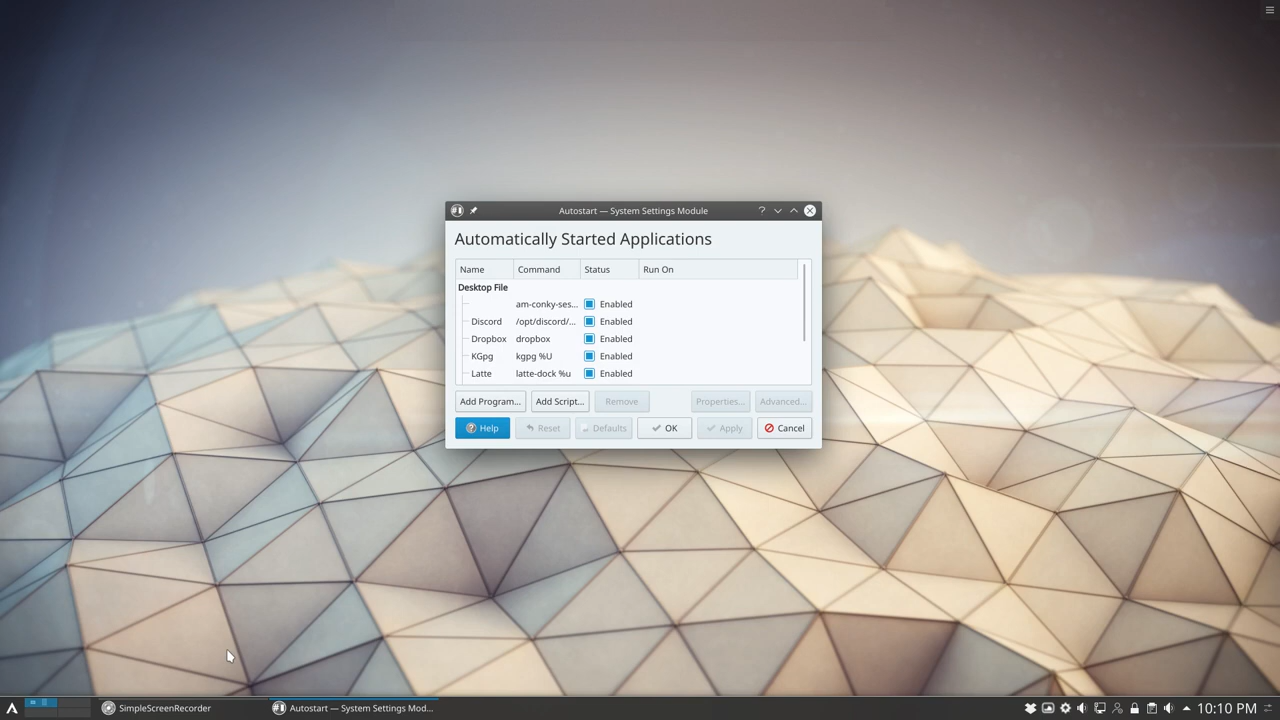 Autostart — System Settings Module
Automatically Started Applications
Name Command Status Run On
Desktop File
am-conky-ses... Enabled
Discord /opt/discord/... Enabled
Dropbox dropbox Enabled
KGpg kgpg %U Enabled
Latte latte-dock %u Enabled
Add Program... Add Script... Remove Properties... Advanced...
Help Reset Defaults OK Apply Cancel
SimpleScreenRecorder Autostart — System Settings Mod... 10:10 PM